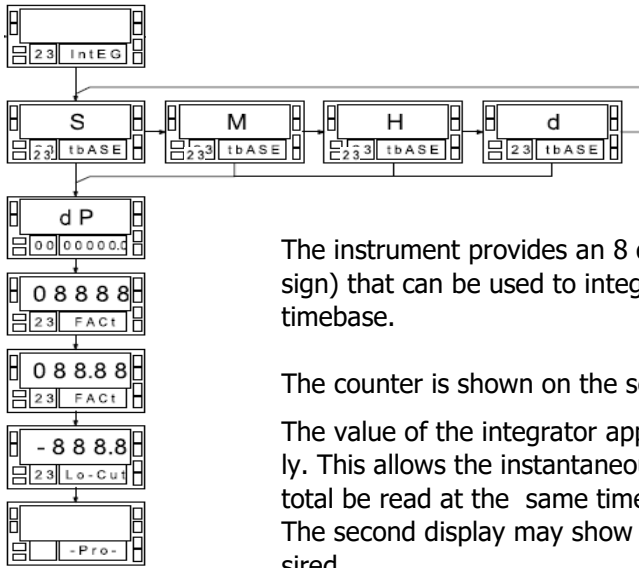 23 IntEG
S
M
H
d
23 tbASE
23 tbASE
23 tbASE
23 tbASE
dP
00 00000.0
08888
23 FACt
088.88
23 FACt
-888.8
23 Lo-Cut
-Pro-
The instrument provides an 8
sign) that can be used to integ
timebase.
The counter is shown on the s
The value of the integrator app
ly. This allows the instantaneo
total be read at the same time
The second display may show
sired.